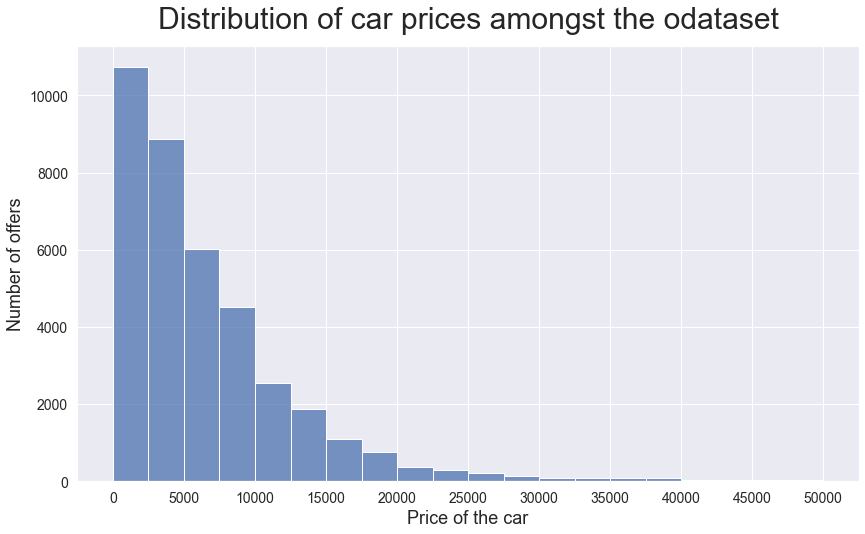 Distribution of car prices amongst the odataset
Number of offers
10000
8000
6000
4000
2000
0
0 5000 10000 15000 20000 25000 30000 35000 40000 45000 50000
Price of the car